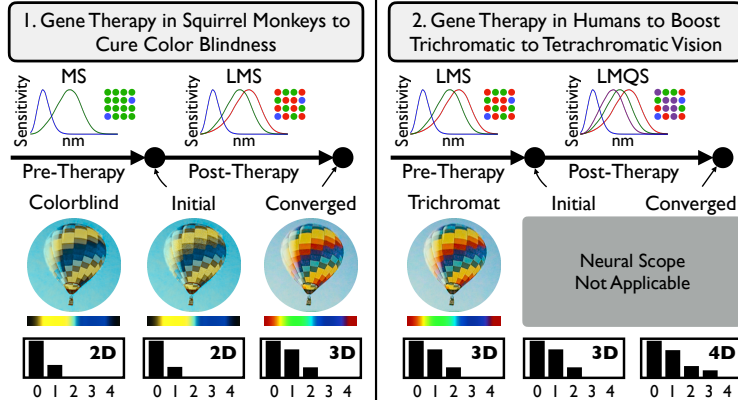 1. Gene Therapy in Squirrel Monkeys to
Cure Color Blindness
MS
LMS
Sensitivity
nm
Sensitivity
nm
Pre-Therapy
Post-Therapy
Colorblind
Initial
Converged
2D
0 1 2 3 4
2D
0 1 2 3 4
3D
0 1 2 3 4
2. Gene Therapy in Humans to Boost
Trichromatic to Tetrachromatic Vision
LMS
LMQS
Sensitivity
nm
Sensitivity
nm
Pre-Therapy
Post-Therapy
Trichromat
Initial
Converged
Neural Scope
Not Applicable
3D
0 1 2 3 4
3D
0 1 2 3 4
4D
0 1 2 3 4